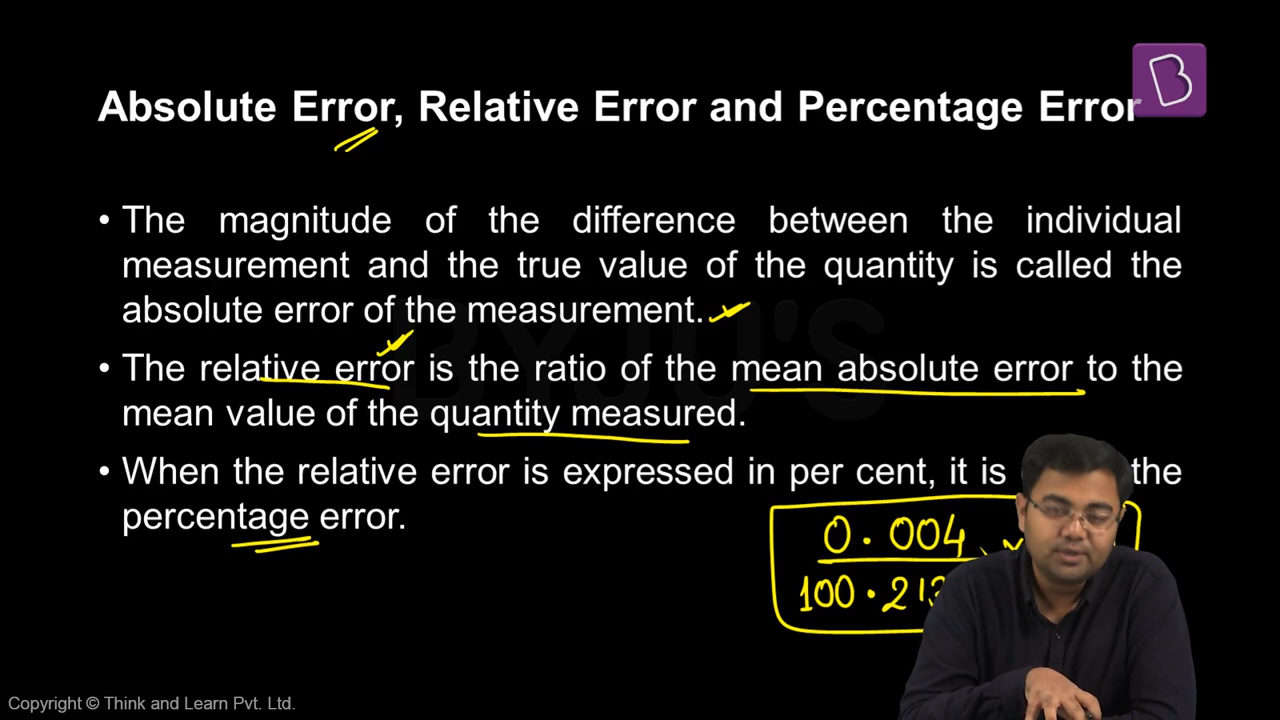 B
Absolute Error, Relative Error and Percentage Error
• The magnitude of the difference between the individual
measurement and the true value of the quantity is called the
absolute error of the measurement.
• The relative error is the ratio of the mean absolute error to the
mean value of the quantity measured.
• When the relative error is expressed in per cent, it is the
percentage error.
BYJU'S
0.004
100.213
Copyright © Think and Learn Pvt. Ltd.